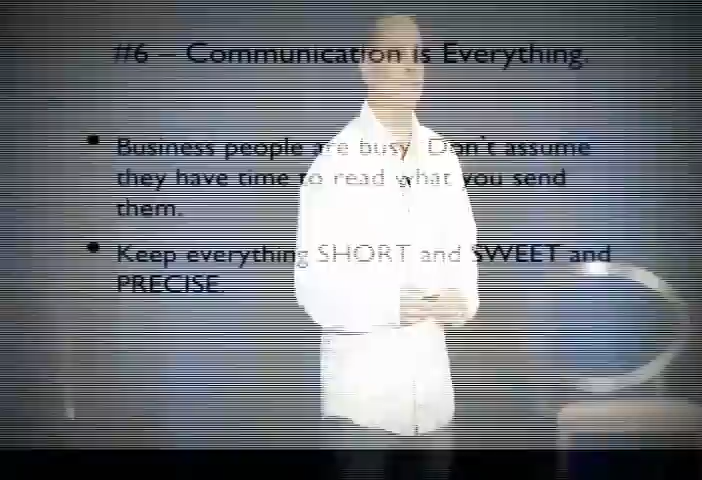 #6 – Communication is Everything.
Business people are busy. Don't assume
they have time to read what you send
them.
Keep everything SHORT and SWEET and
PRECISE.